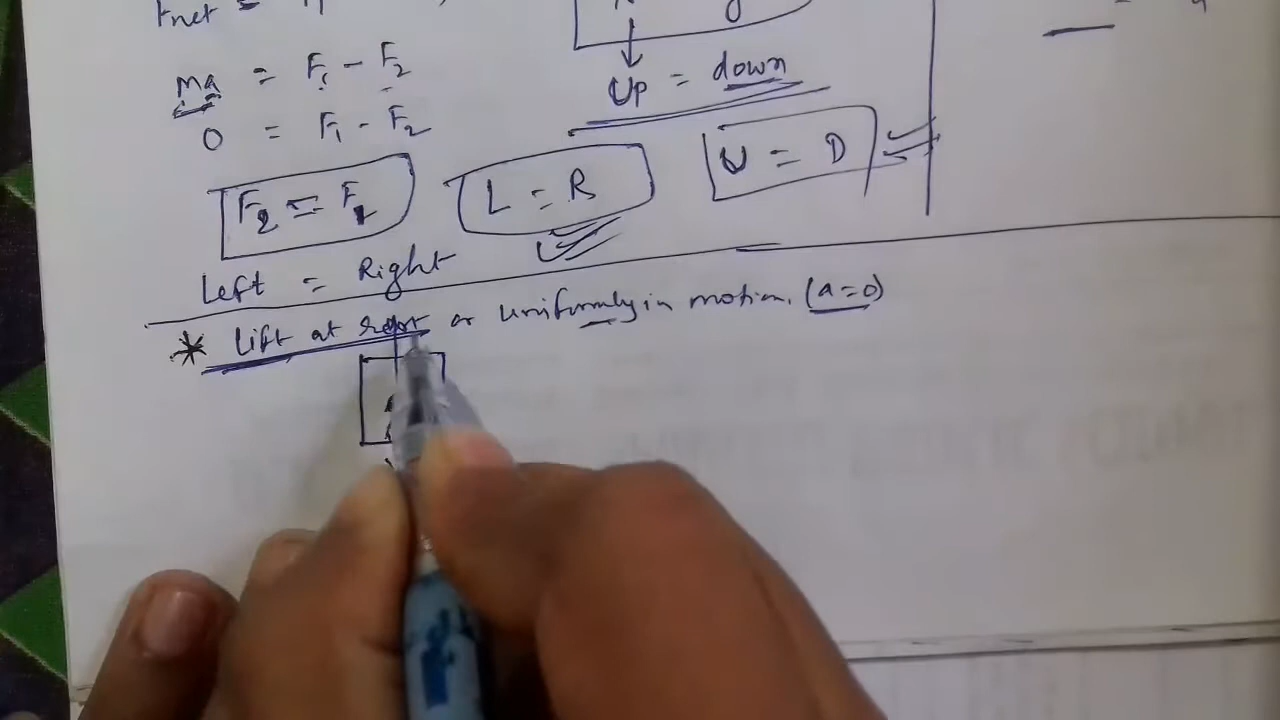 Fnet =
ma = F₁ - F₂
0 = F₁ - F₂
F₂ = F₁
Left = Right
L = R
Up = down
U = D
* Lift at rest or Uniformly in motion. (a=0)